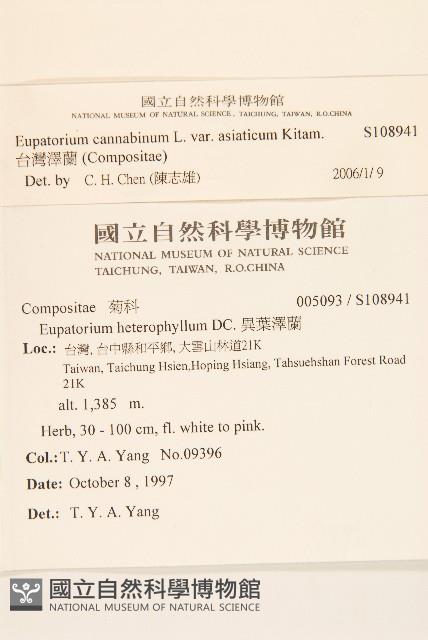 國立自然科學博物館
NATIONAL MUSEUM OF NATURAL SCIENCE, TAICHUNG, TAIWAN, R.O.CHINA
Eupatorium cannabinum L. var. asiaticum Kitam. S108941
台灣澤蘭 (Compositae)
Det. by C. H. Chen (陳志雄) 2006/1/9
國立自然科學博物館
NATIONAL MUSEUM OF NATURAL SCIENCE
TAICHUNG, TAIWAN, R.O.CHINA
Compositae 菊科 005093 / S108941
Eupatorium heterophyllum DC. 異葉澤蘭
Loc.: 台灣, 台中縣和平鄉, 大雪山林道21K
Taiwan, Taichung Hsien,Hoping Hsiang, Tahsuehshan Forest Road
21K
alt. 1,385 m.
Herb, 30 - 100 cm, fl. white to pink.
Col.: T. Y. A. Yang No.09396
Date: October 8 , 1997
Det.: T. Y. A. Yang
國立自然科學博物館
NATIONAL MUSEUM OF NATURAL SCIENCE